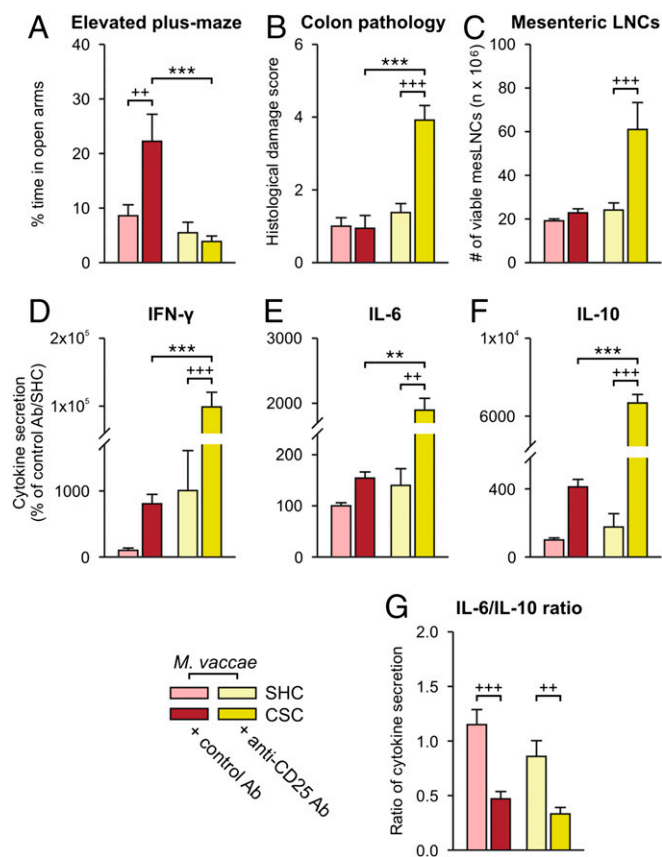 A Elevated plus-maze
% time in open arms
40
30
20
10
0
++
***
B Colon pathology
Histological damage score
6
4
2
0
***
+++
C Mesenteric LNCs
# of viable mesLNCs (n x 10⁶)
100
80
60
40
20
0
+++
D IFN-γ
Cytokine secretion
(% of control Ab/SHC)
2x10⁵
1x10⁵
1000
0
***
+++
E IL-6
3000
2000
200
150
100
50
0
**
++
F IL-10
1x10⁴
6000
400
0
***
+++
G IL-6/IL-10 ratio
Ratio of cytokine secretion
2.0
1.5
1.0
0.5
0.0
+++
++
M. vaccae
SHC
CSC
+ control Ab
+ anti-CD25 Ab